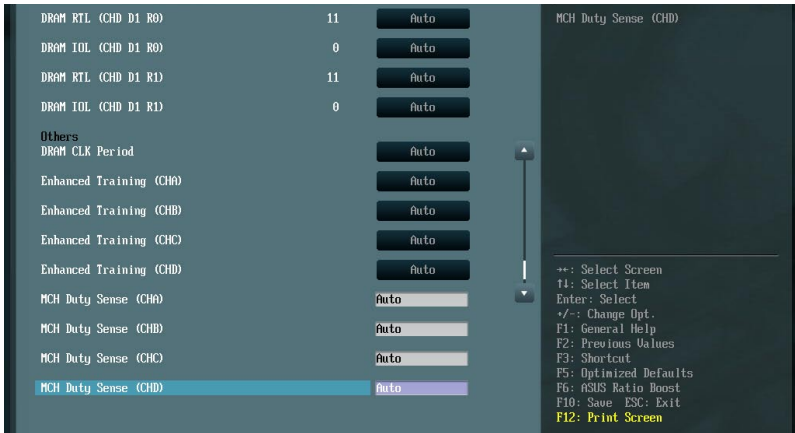 DRAM RTL (CHD D1 R0) 11 Auto
DRAM IOL (CHD D1 R0) 0 Auto
DRAM RTL (CHD D1 R1) 11 Auto
DRAM IOL (CHD D1 R1) 0 Auto
Others
DRAM CLK Period Auto
Enhanced Training (CHA) Auto
Enhanced Training (CHB) Auto
Enhanced Training (CHC) Auto
Enhanced Training (CHD) Auto
MCH Duty Sense (CHA) Auto
MCH Duty Sense (CHB) Auto
MCH Duty Sense (CHC) Auto
MCH Duty Sense (CHD) Auto
MCH Duty Sense (CHD)
→←: Select Screen
↑↓: Select Item
Enter: Select
+/-: Change Opt.
F1: General Help
F2: Previous Values
F3: Shortcut
F5: Optimized Defaults
F6: ASUS Ratio Boost
F10: Save ESC: Exit
F12: Print Screen